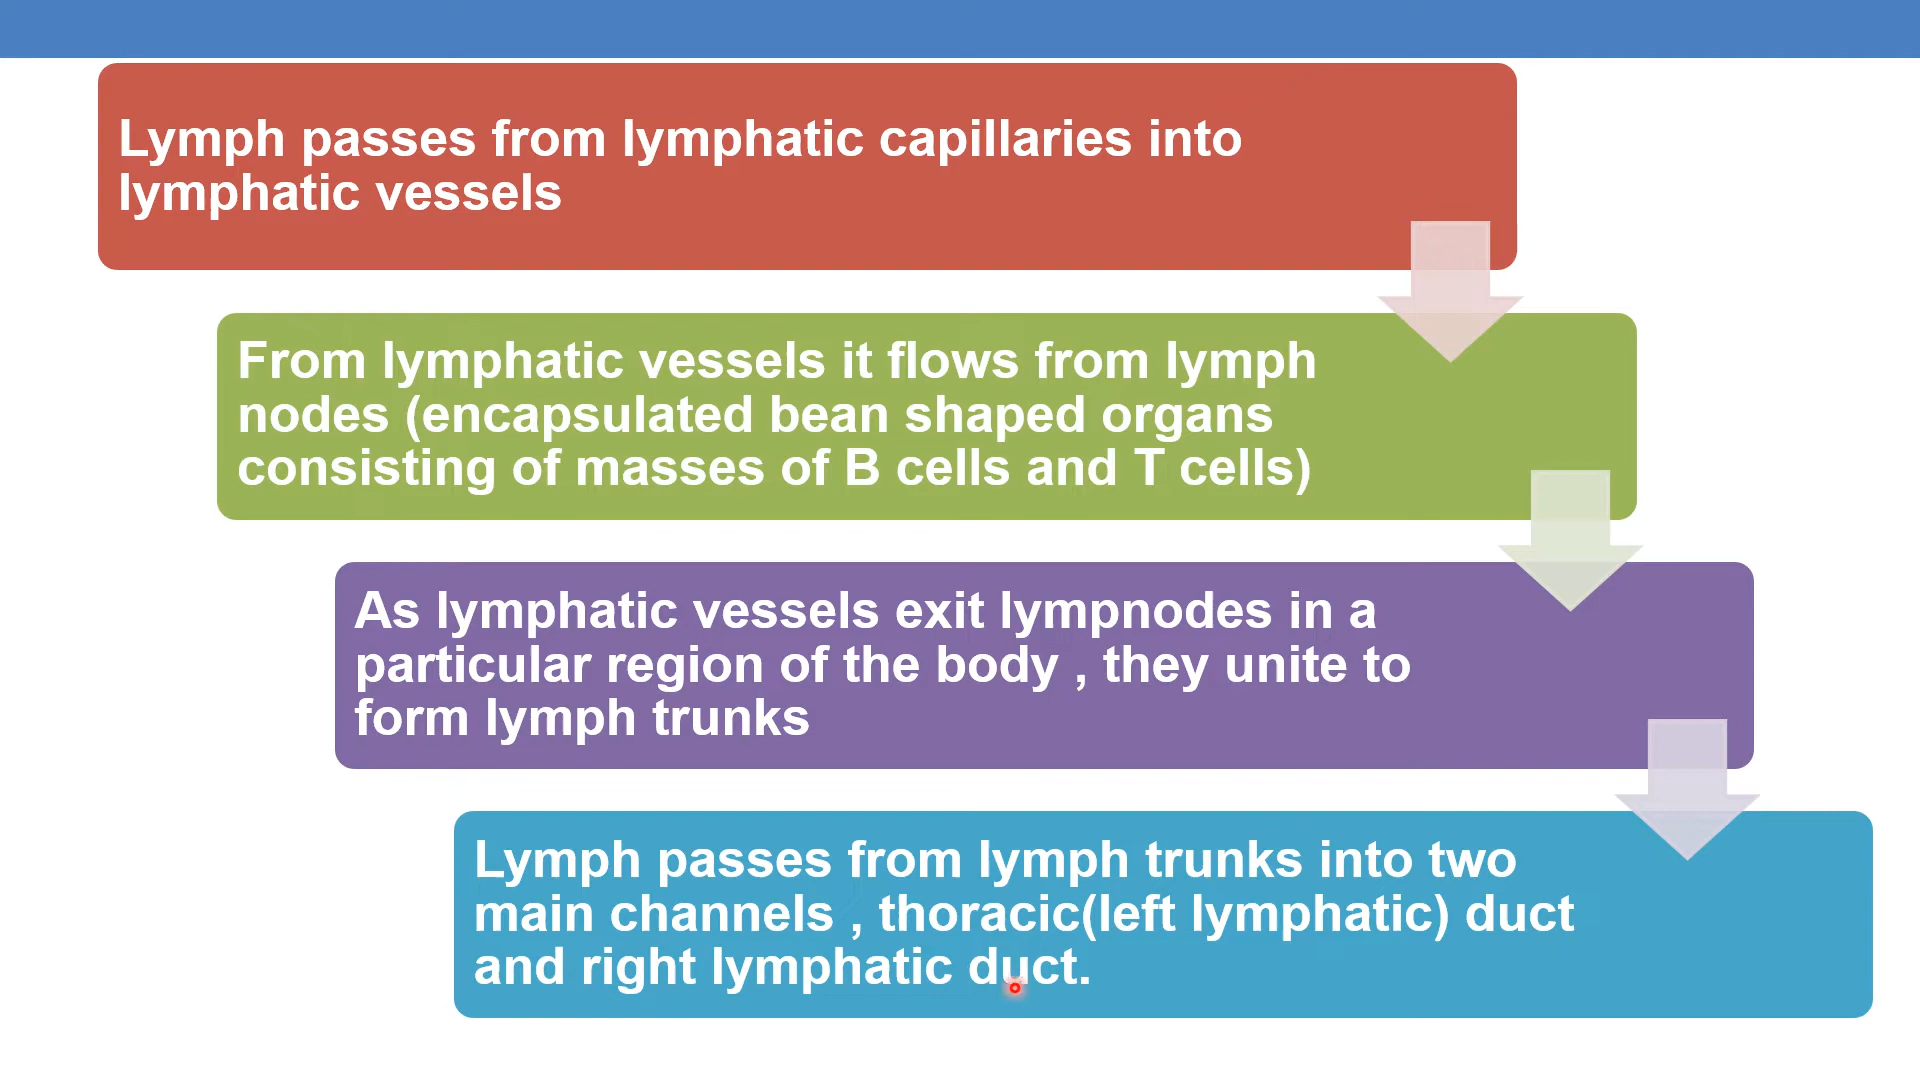 Lymph passes from lymphatic capillaries into
lymphatic vessels
From lymphatic vessels it flows from lymph
nodes (encapsulated bean shaped organs
consisting of masses of B cells and T cells)
As lymphatic vessels exit lympnodes in a
particular region of the body , they unite to
form lymph trunks
Lymph passes from lymph trunks into two
main channels , thoracic(left lymphatic) duct
and right lymphatic duct.